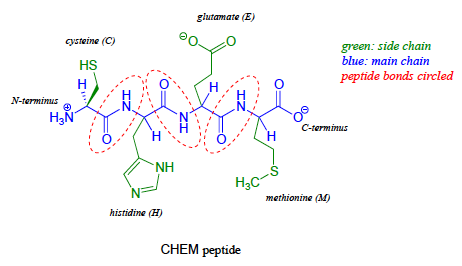 glutamate (E)
cysteine (C)
green: side chain
blue: main chain
peptide bonds circled
⊖O
O
HS
H
N-terminus
⊕
H₃N
H
N
O
O
H
N
H
H
H
N
O
O
O⊖
C-terminus
H
NH
N
S
H₃C
histidine (H)
methionine (M)
CHEM peptide